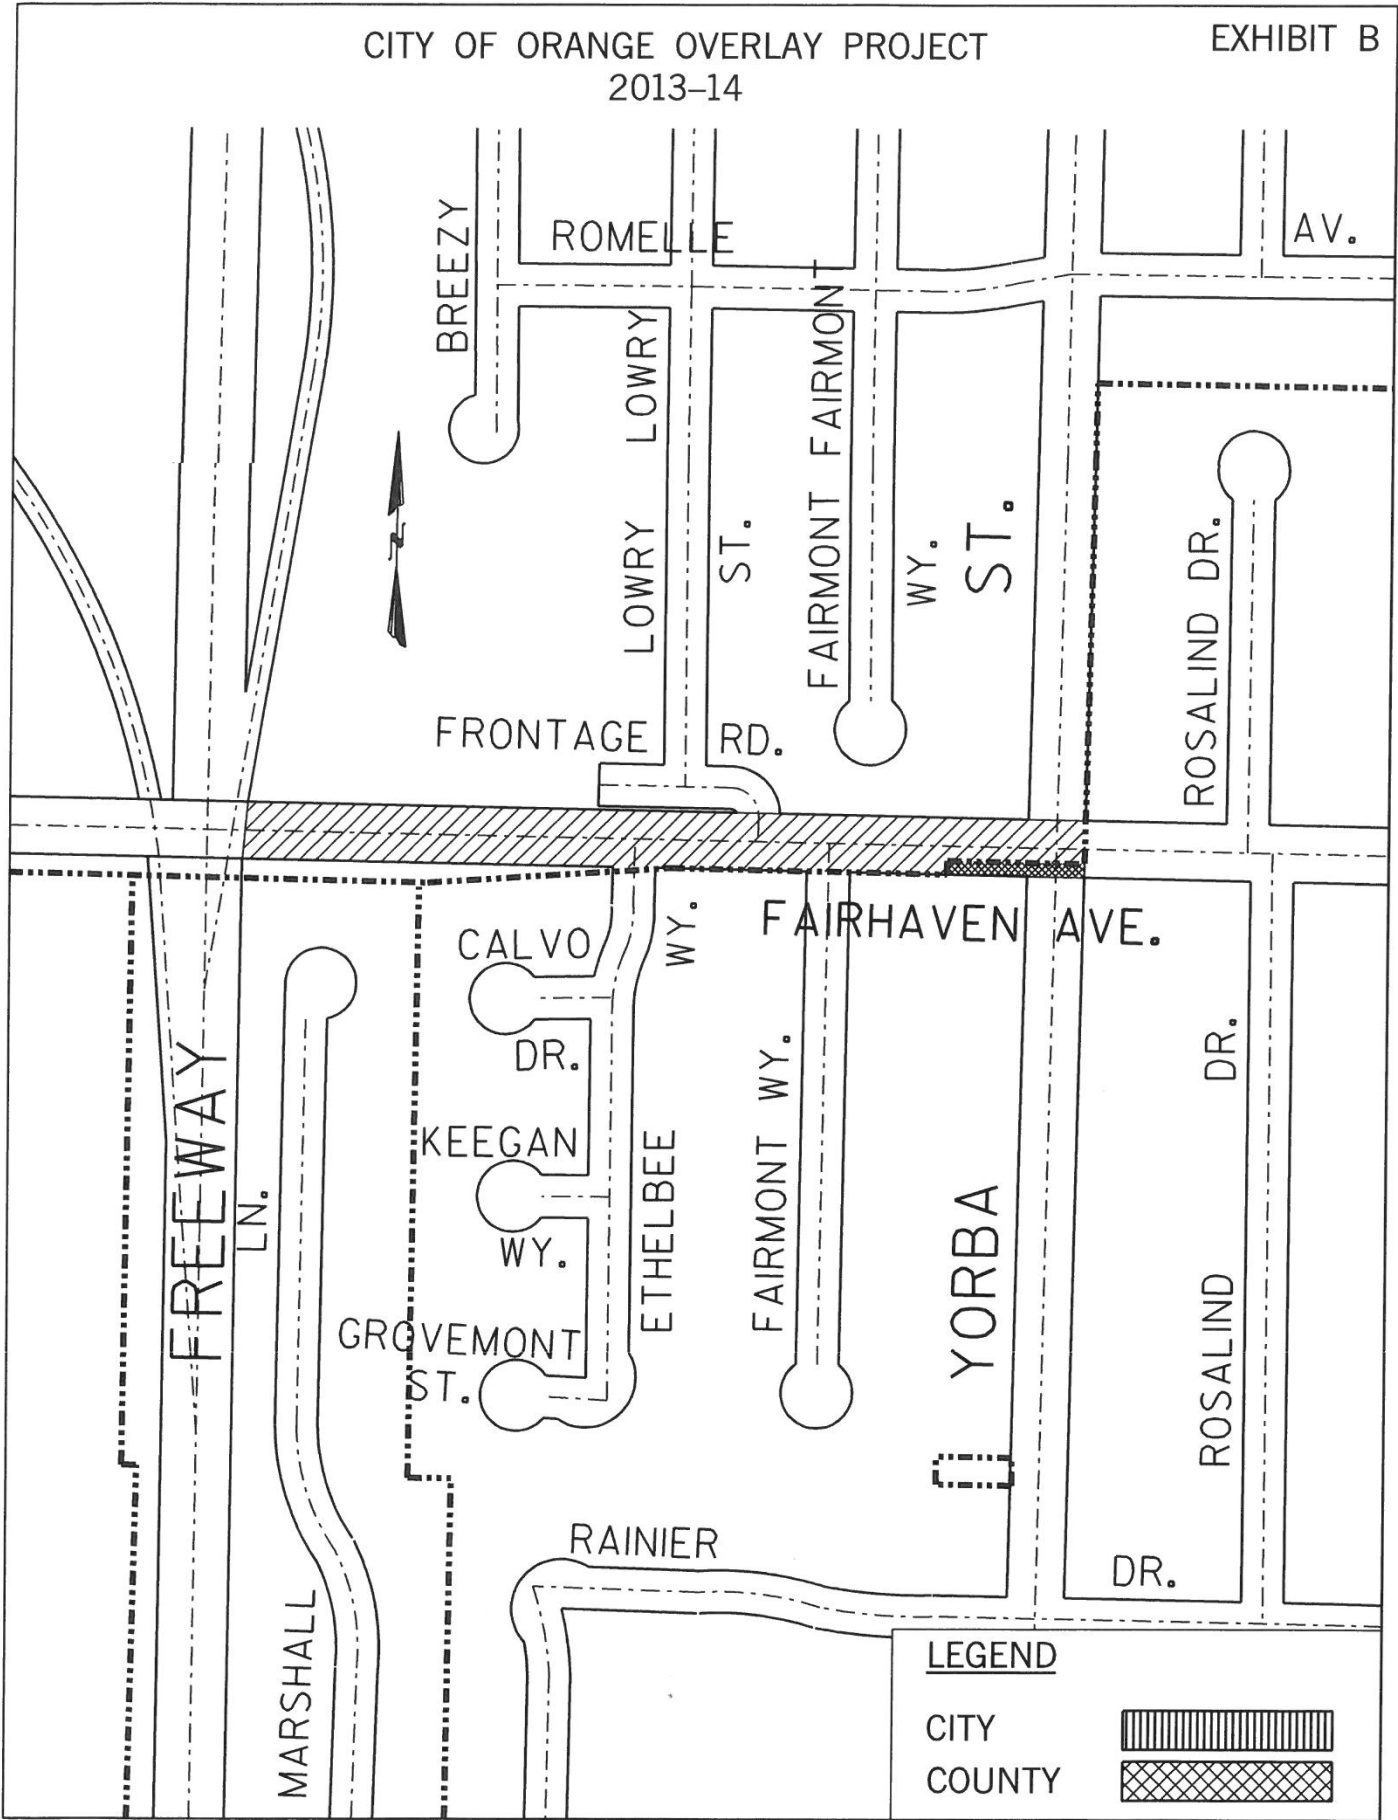 CITY OF ORANGE OVERLAY PROJECT
EXHIBIT B
2013–14
BREEZY
ROMELLE
AV.
LOWRY
LOWRY
ST.
FAIRMONT
FAIRMONT
WY.
ST.
ROSALIND DR.
N
FRONTAGE
RD.
FAIRHAVEN AVE.
CALVO
DR.
WY.
FREEWAY
LN.
KEEGAN
WY.
ETHELBEE
FAIRMONT WY.
YORBA
DR.
ROSALIND
GROVEMONT
ST.
RAINIER
DR.
MARSHALL
LEGEND
CITY
COUNTY